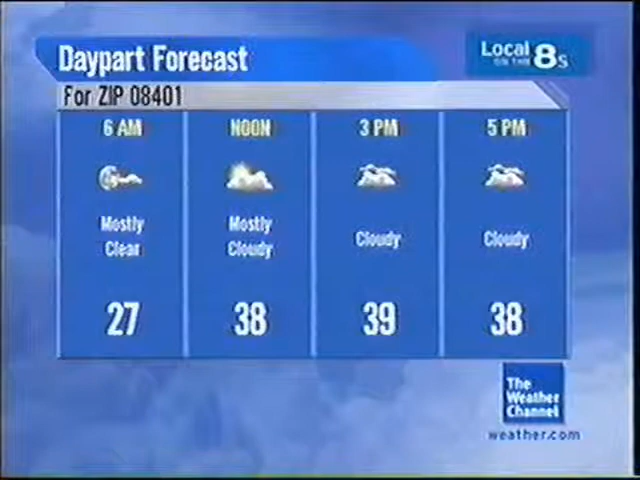 Daypart Forecast
Local
ON THE 8s
For ZIP 08401
6 AM NOON 3 PM 5 PM
Mostly
Clear
Mostly
Cloudy
Cloudy
Cloudy
27 38 39 38
The
Weather
Channel
weather.com